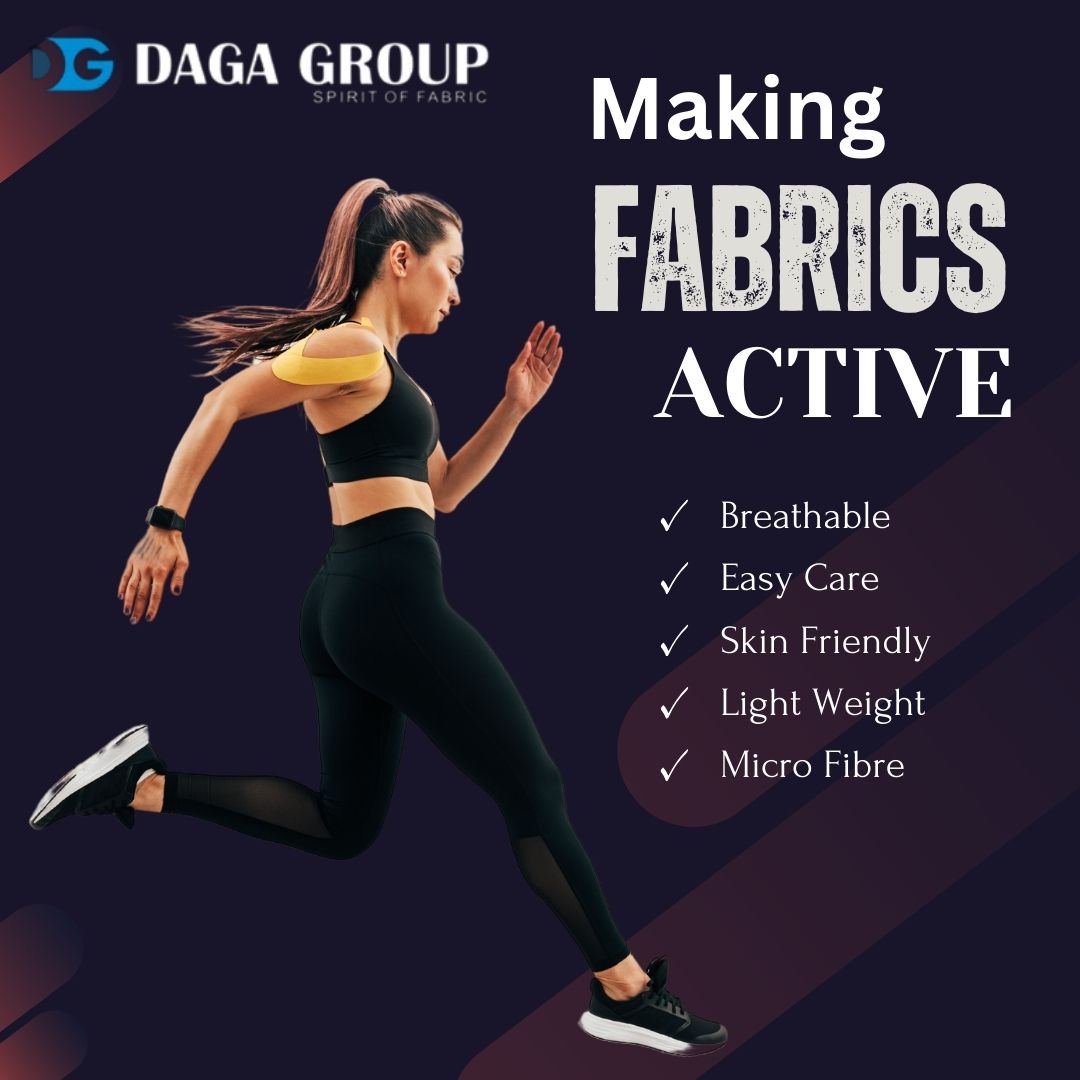 DG DAGA GROUP
SPIRIT OF FABRIC
Making
FABRICS
ACTIVE
✓ Breathable
✓ Easy Care
✓ Skin Friendly
✓ Light Weight
✓ Micro Fibre